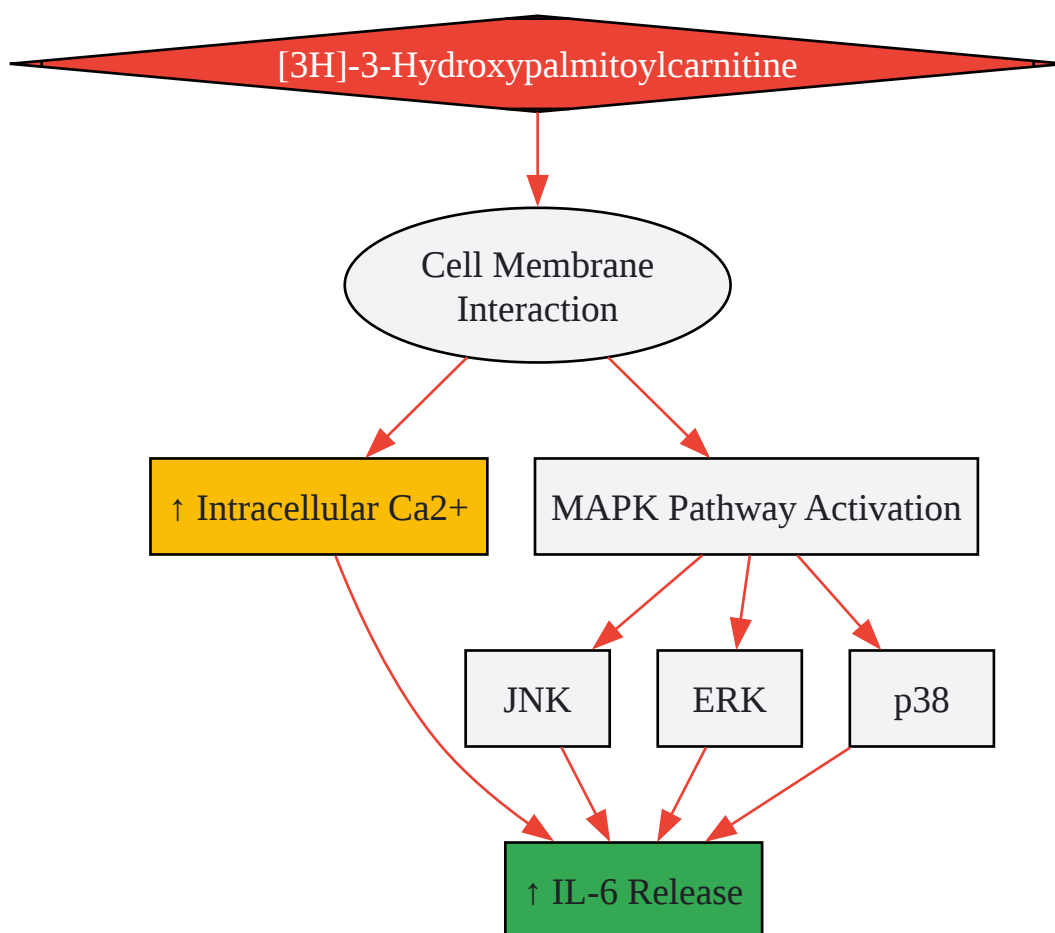 [3H]-3-Hydroxypalmitoylcarnitine
Cell Membrane
Interaction
↑ Intracellular Ca2+
MAPK Pathway Activation
JNK
ERK
p38
↑ IL-6 Release